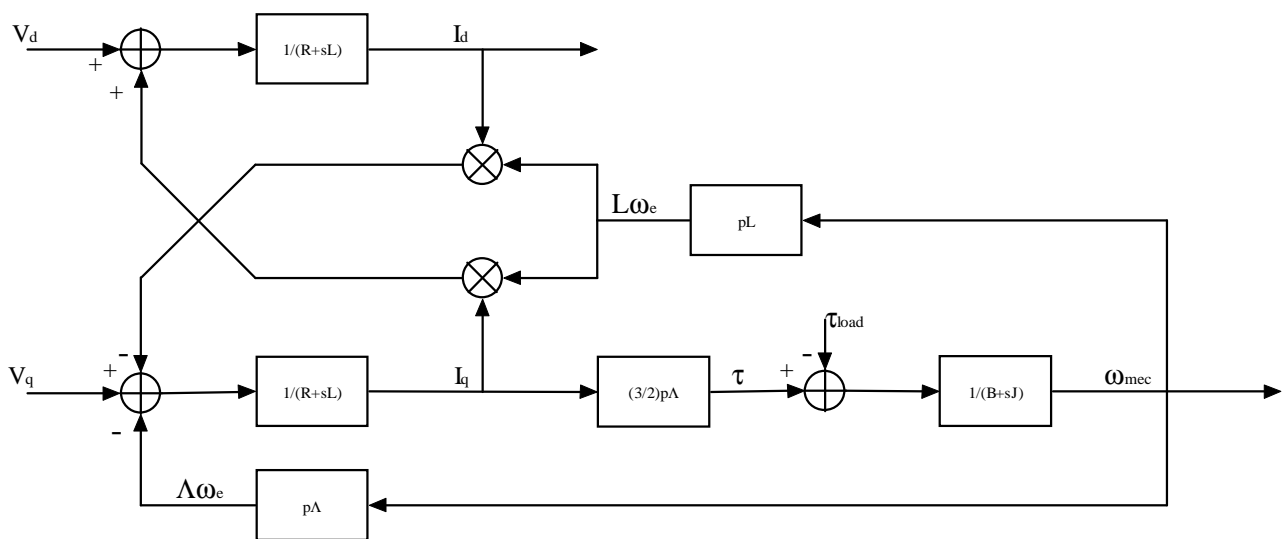 Vd
1/(R+sL)
Id
+
+
Lωe
pL
τload
-
-
Vq
+
1/(R+sL)
Iq
(3/2)pΛ
τ
+
1/(B+sJ)
ωmec
-
Λωe
pΛ